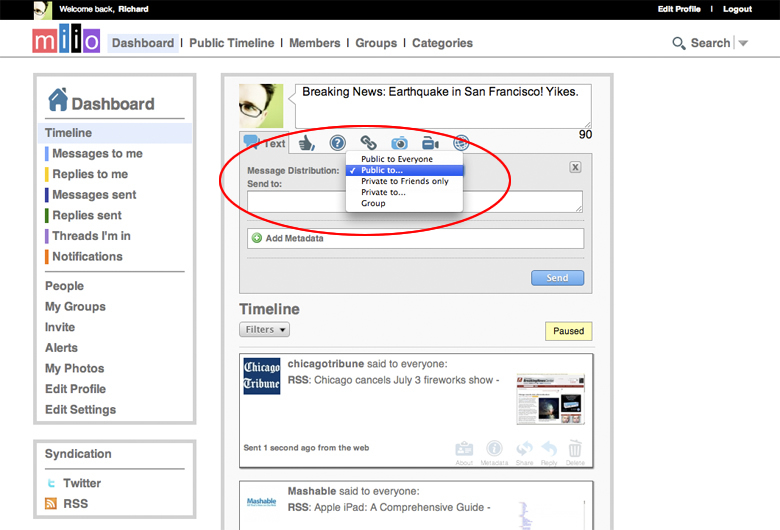 Welcome back, Richard
Edit Profile | Logout
miio
Dashboard | Public Timeline | Members | Groups | Categories
Search
Dashboard
Timeline
Messages to me
Replies to me
Messages sent
Replies sent
Threads I'm in
Notifications
People
My Groups
Invite
Alerts
My Photos
Edit Profile
Edit Settings
Syndication
Twitter
RSS
Breaking News: Earthquake in San Francisco! Yikes.
90
Text
Message Distribution:
Public to Everyone
✓ Public to...
Private to Friends only
Private to...
Group
X
Send to:
Add Metadata
Send
Timeline
Filters
Paused
Chicago
Tribune
chicagotribune said to everyone:
RSS: Chicago cancels July 3 fireworks show -
Sent 1 second ago from the web
About Metadata Share Reply Delete
Mashable
Mashable said to everyone:
RSS: Apple iPad: A Comprehensive Guide -